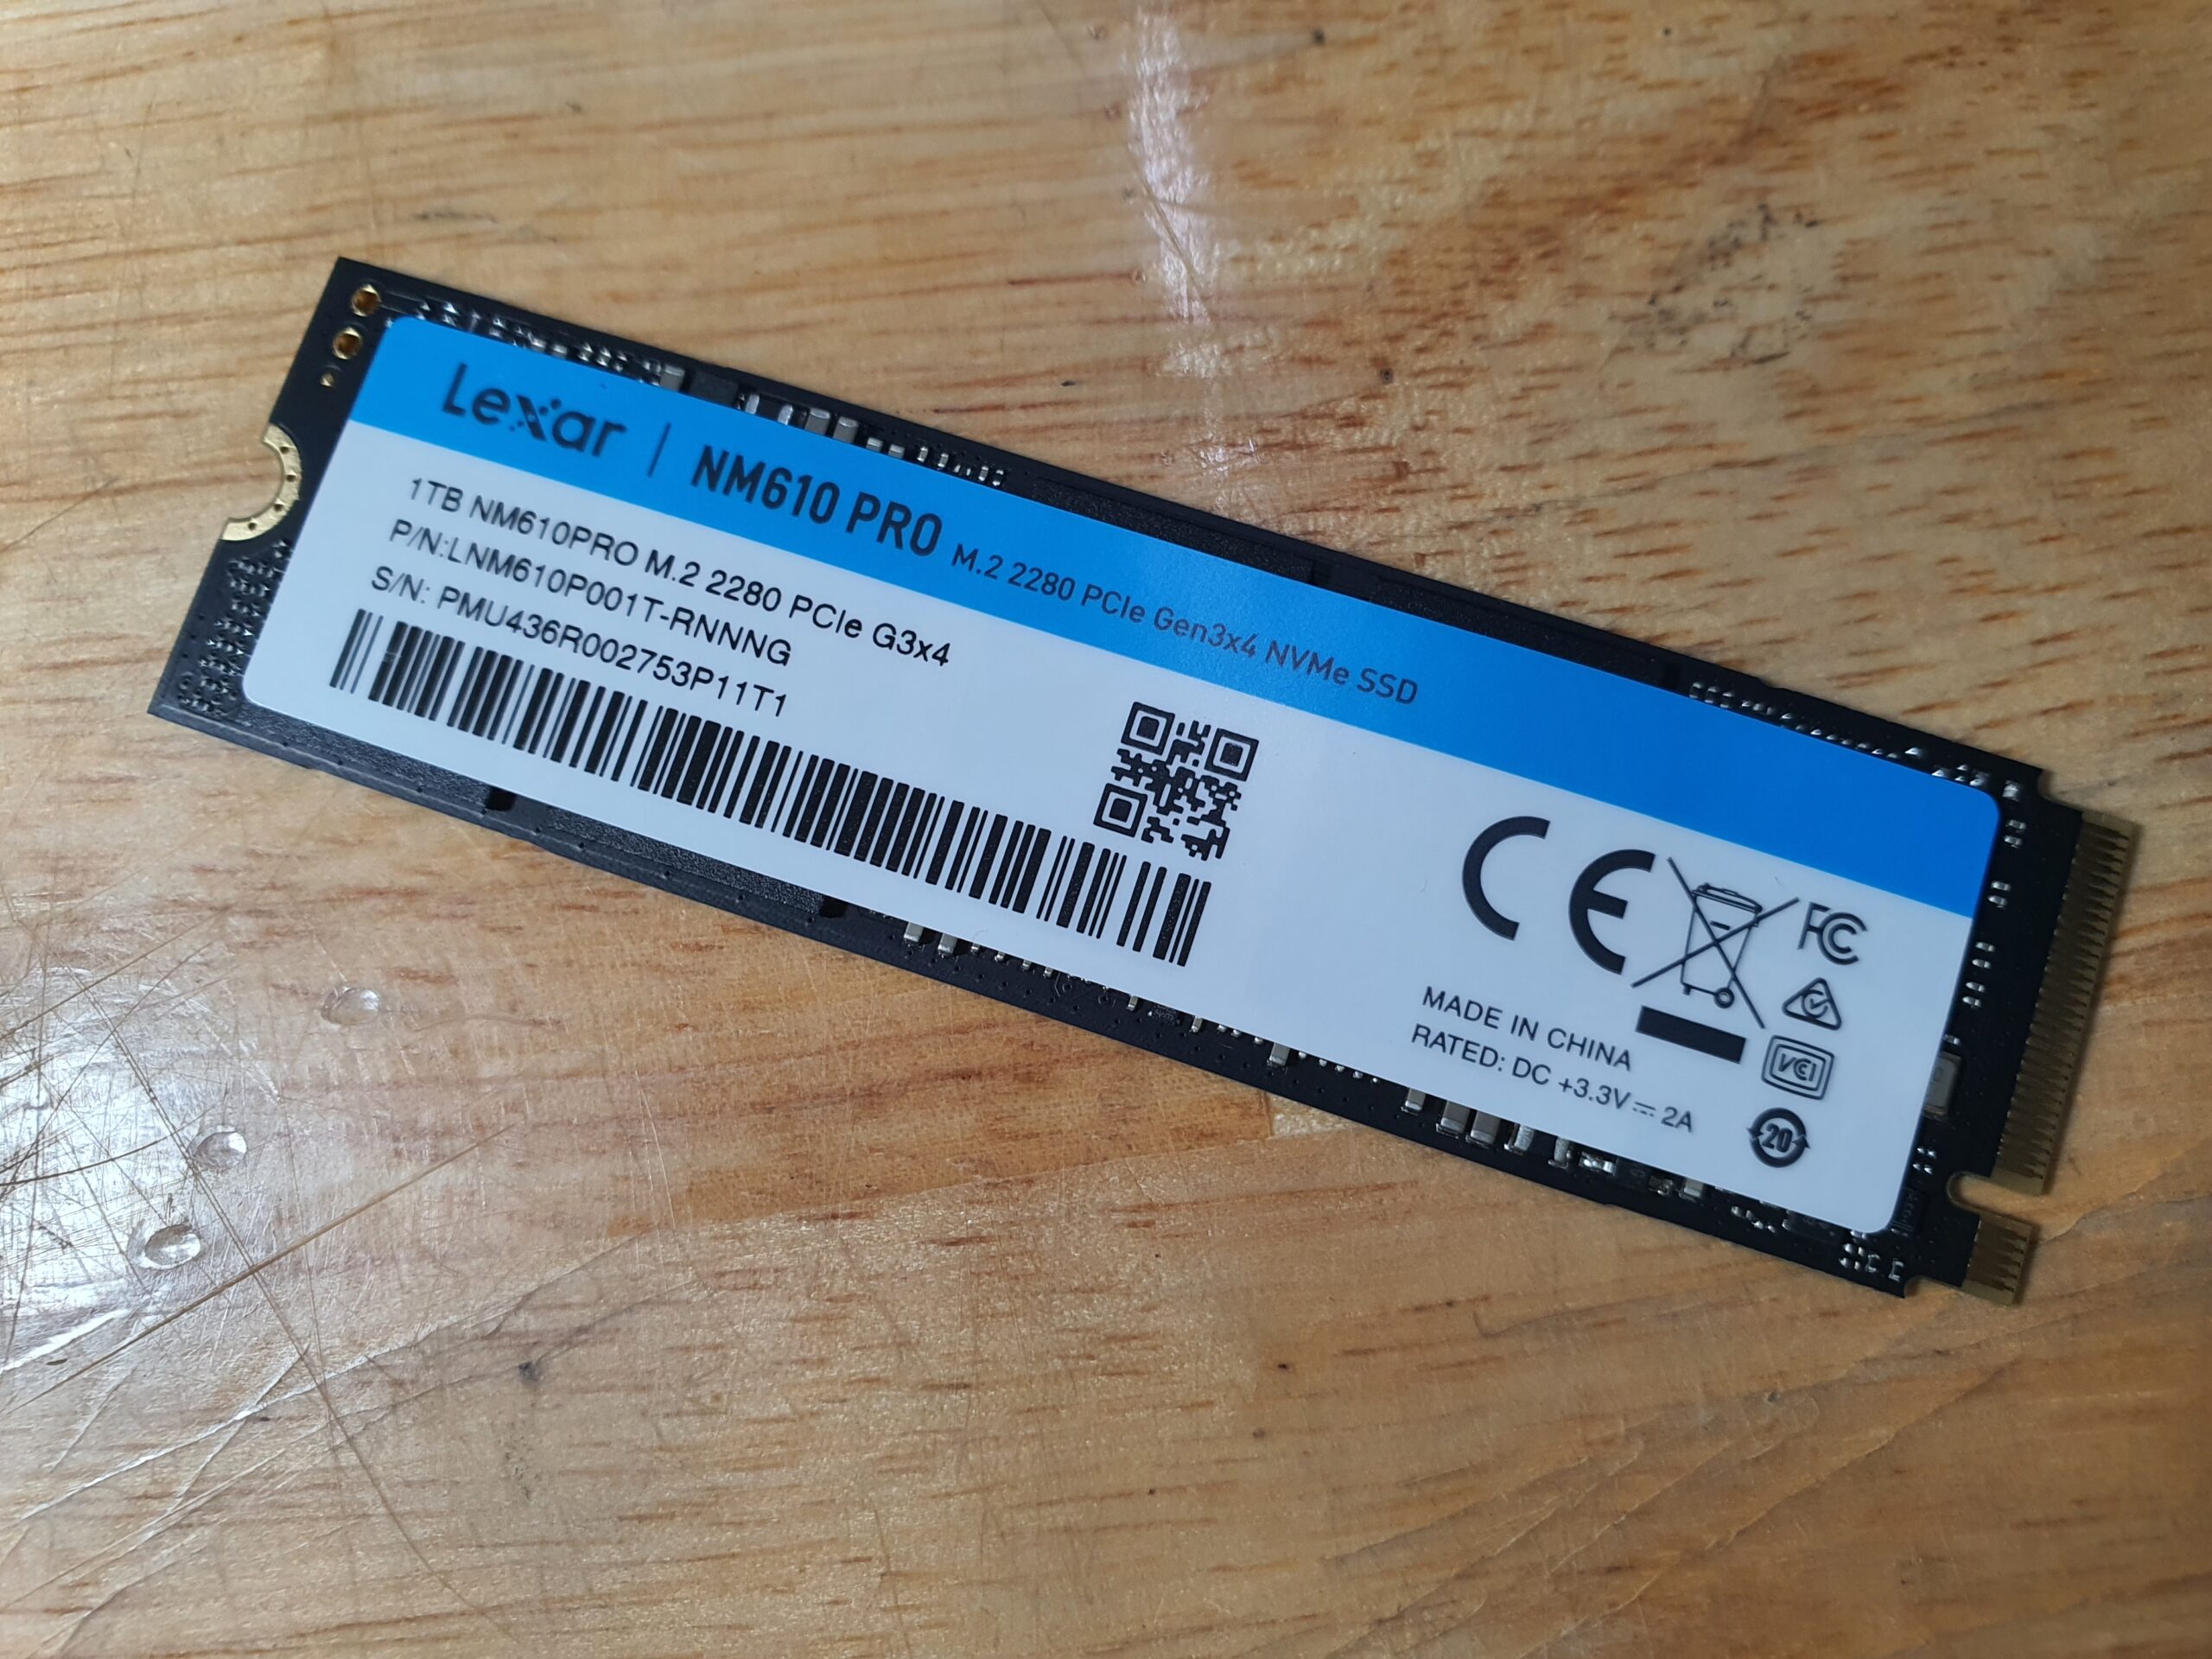 Lexar | NM610 PRO M.2 2280 PCIe Gen3x4 NVMe SSD
1TB NM610PRO M.2 2280 PCIe G3x4
P/N:LNM610P001T-RNNNG
S/N: PMU436R002753P11T1
CE
FC
VCI
MADE IN CHINA
RATED: DC +3.3V⎓2A
20